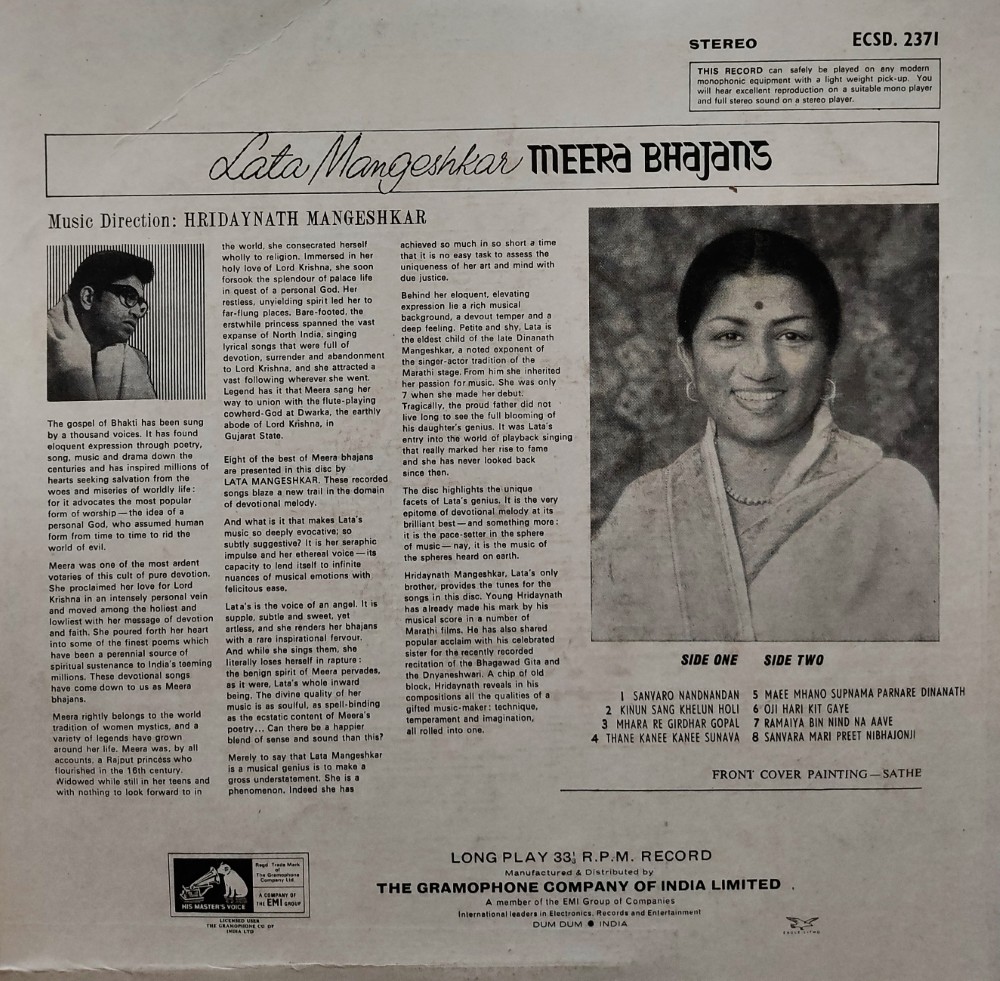 STEREO
ECSD. 2371
THIS RECORD can safely be played on any modern
monophonic equipment with a light weight pick-up. You
will hear excellent reproduction on a suitable mono player
and full stereo sound on a stereo player.
Lata Mangeshkar MEERA BHAJANS
Music Direction: HRIDAYNATH MANGESHKAR
The gospel of Bhakti has been sung
by a thousand voices. It has found
eloquent expression through poetry,
song, music and drama down the
centuries and has inspired millions of
hearts seeking salvation from the
woes and miseries of worldly life:
for it advocates the most popular
form of worship—the idea of a
personal God, who assumed human
form from time to time to rid the
world of evil.
Meera was one of the most ardent
votaries of this cult of pure devotion.
She proclaimed her love for Lord
Krishna in an intensely personal vein
and moved among the holiest and
lowliest with her message of devotion
and faith. She poured forth her heart
into some of the finest poems which
have been a perennial source of
spiritual sustenance to India's teeming
millions. These devotional songs
have come down to us as Meera
bhajans.
Meera rightly belongs to the world
tradition of women mystics, and a
variety of legends have grown
around her life. Meera was, by all
accounts, a Rajput princess who
flourished in the 16th century.
Widowed while still in her teens and
with nothing to look forward to in
the world, she consecrated herself
wholly to religion. Immersed in her
holy love of Lord Krishna, she soon
forsook the splendour of palace life
in quest of a personal God. Her
restless, unyielding spirit led her to
far-flung places. Bare-footed, the
erstwhile princess spanned the vast
expanse of North India, singing
lyrical songs that were full of
devotion, surrender and abandonment
to Lord Krishna, and she attracted a
vast following wherever she went.
Legend has it that Meera sang her
way to union with the flute-playing
cowherd-God at Dwarka, the earthly
abode of Lord Krishna, in
Gujarat State.
Eight of the best of Meera bhajans
are presented in this disc by
LATA MANGESHKAR. These recorded
songs blaze a new trail in the domain
of devotional melody.
And what is it that makes Lata's
music so deeply evocative; so
subtly suggestive? It is her seraphic
impulse and her ethereal voice—its
capacity to lend itself to infinite
nuances of musical emotions with
felicitous ease.
Lata's is the voice of an angel. It is
supple, subtle and sweet, yet
artless, and she renders her bhajans
with a rare inspirational fervour.
And while she sings them, she
literally loses herself in rapture:
the benign spirit of Meera pervades,
as it were, Lata's whole inward
being. The divine quality of her
music is as soulful, as spell-binding
as the ecstatic content of Meera's
poetry... Can there be a happier
blend of sense and sound than this?
Merely to say that Lata Mangeshkar
is a musical genius is to make a
gross understatement. She is a
phenomenon. Indeed she has
achieved so much in so short a time
that it is no easy task to assess the
uniqueness of her art and mind with
due justice.
Behind her eloquent, elevating
expression lie a rich musical
background, a devout temper and a
deep feeling. Petite and shy, Lata is
the eldest child of the late Dinanath
Mangeshkar, a noted exponent of
the singer-actor tradition of the
Marathi stage. From him she inherited
her passion for music. She was only
7 when she made her debut.
Tragically, the proud father did not
live long to see the full blooming of
his daughter's genius. It was Lata's
entry into the world of playback singing
that really marked her rise to fame
and she has never looked back
since then.
The disc highlights the unique
facets of Lata's genius. It is the very
epitome of devotional melody at its
brilliant best—and something more:
it is the pace-setter in the sphere
of music—nay, it is the music of
the spheres heard on earth.
Hridaynath Mangeshkar, Lata's only
brother, provides the tunes for the
songs in this disc. Young Hridaynath
has already made his mark by his
musical score in a number of
Marathi films. He has also shared
popular acclaim with his celebrated
sister for the recently recorded
recitation of the Bhagawad Gita and
the Dnyaneshwari. A chip of old
block, Hridaynath reveals in his
compositions all the qualities of a
gifted music-maker: technique,
temperament and imagination,
all rolled into one.
SIDE ONE
1 SANVARO NANDNANDAN
2 KINUN SANG KHELUN HOLI
3 MHARA RE GIRDHAR GOPAL
4 THANE KANEE KANEE SUNAVA
SIDE TWO
5 MAEE MHANO SUPNAMA PARNARE DINANATH
6 OJI HARI KIT GAYE
7 RAMAIYA BIN NIND NA AAVE
8 SANVARA MARI PREET NIBHAJONJI
FRONT COVER PAINTING—SATHE
HIS MASTER'S VOICE
Regd. Trade Mark
of The Gramophone
Company Ltd.
A COMPANY OF
THE EMI GROUP
LICENSED USER
THE GRAMOPHONE CO OF
INDIA LTD
LONG PLAY 33⅓ R.P.M. RECORD
Manufactured & Distributed by
THE GRAMOPHONE COMPANY OF INDIA LIMITED
A member of the EMI Group of Companies
International leaders in Electronics, Records and Entertainment
DUM DUM ● INDIA